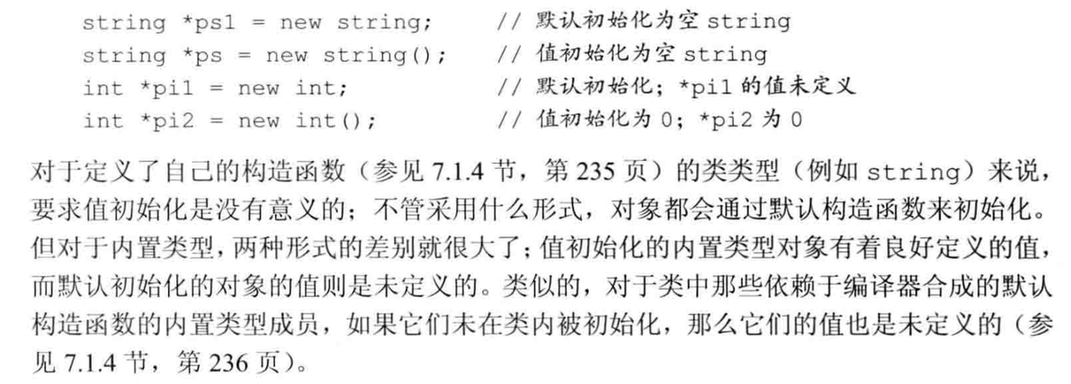 string *ps1 = new string; // 默认初始化为空 string
string *ps = new string(); // 值初始化为空 string
int *pi1 = new int; // 默认初始化；*pi1 的值未定义
int *pi2 = new int(); // 值初始化为 0；*pi2 为 0
对于定义了自己的构造函数（参见 7.1.4 节，第 235 页）的类类型（例如 string）来说，
要求值初始化是没有意义的；不管采用什么形式，对象都会通过默认构造函数来初始化。
但对于内置类型，两种形式的差别就很大了；值初始化的内置类型对象有着良好定义的值，
而默认初始化的对象的值则是未定义的。类似的，对于类中那些依赖于编译器合成的默认
构造函数的内置类型成员，如果它们未在类内被初始化，那么它们的值也是未定义的（参
见 7.1.4 节，第 236 页）。